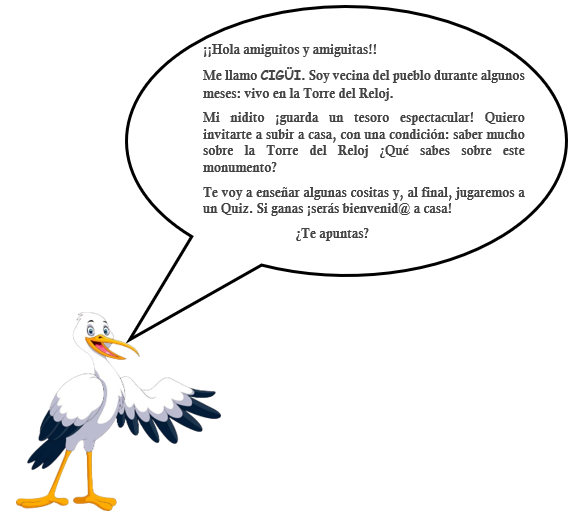 ¡¡Hola amiguitos y amiguitas!!
Me llamo CIGÜI. Soy vecina del pueblo durante algunos
meses: vivo en la Torre del Reloj.
Mi nidito ¡guarda un tesoro espectacular! Quiero
invitarte a subir a casa, con una condición: saber mucho
sobre la Torre del Reloj ¿Qué sabes sobre este
monumento?
Te voy a enseñar algunas cositas y, al final, jugaremos a
un Quiz. Si ganas ¡serás bienvenid@ a casa!
¿Te apuntas?